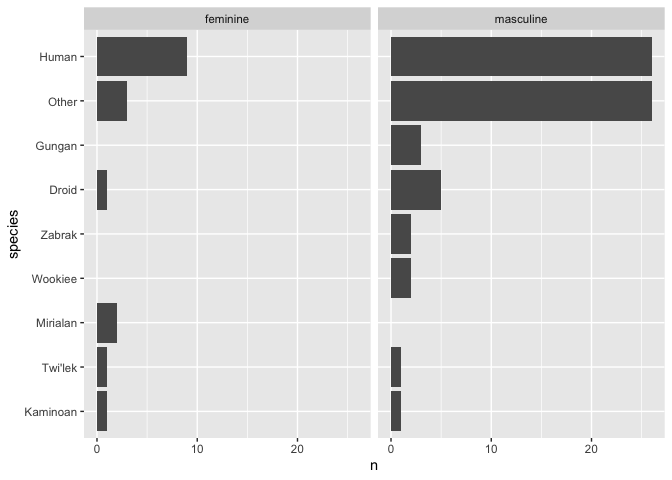 feminine
masculine
Human
Other
Gungan
Droid
Zabrak
Wookiee
Mirialan
Twi'lek
Kaminoan
species
0 10 20
0 10 20
n